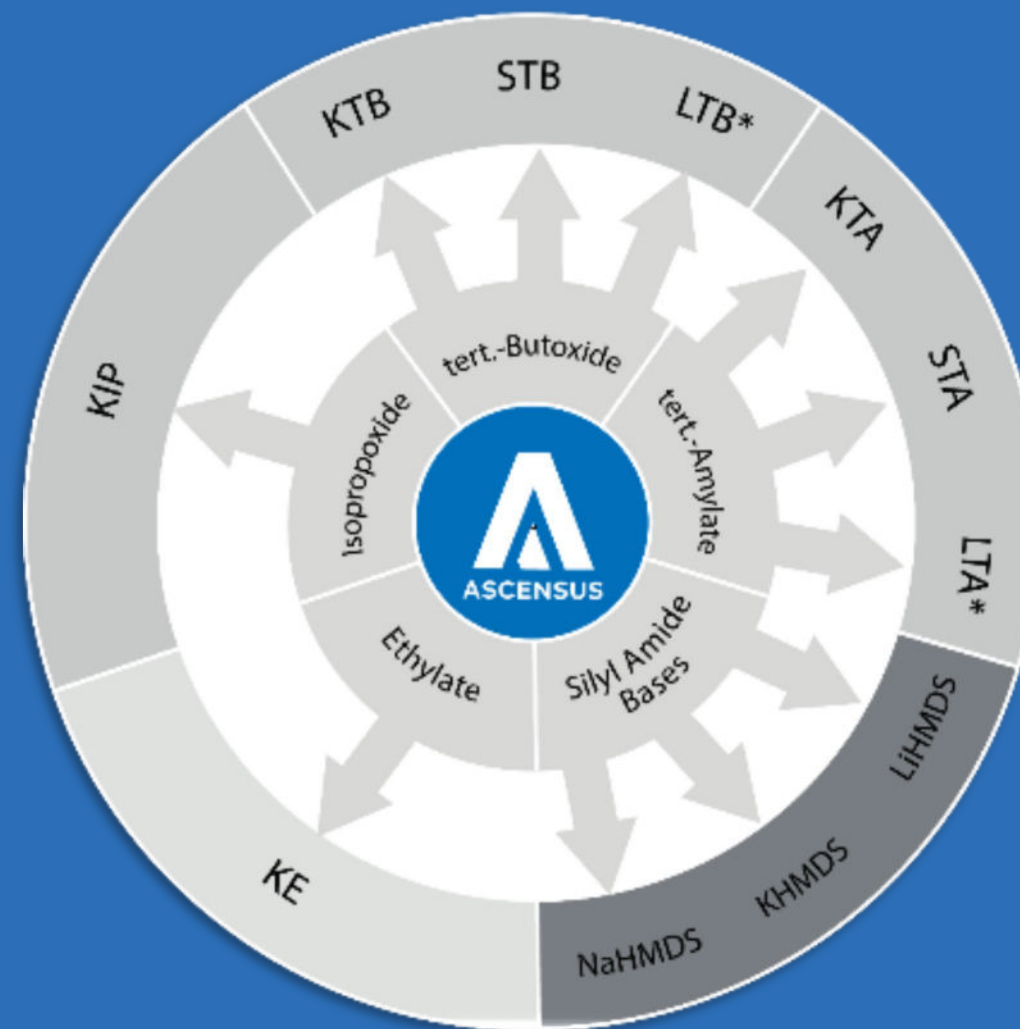 KTB
STB
LTB*
KTA
STA
LTA*
LiHMDS
KHMDS
NaHMDS
KE
KIP
tert.-Butoxide
tert.-Amylate
Silyl Amide
Bases
Ethylate
Isopropoxide
ASCENSUS